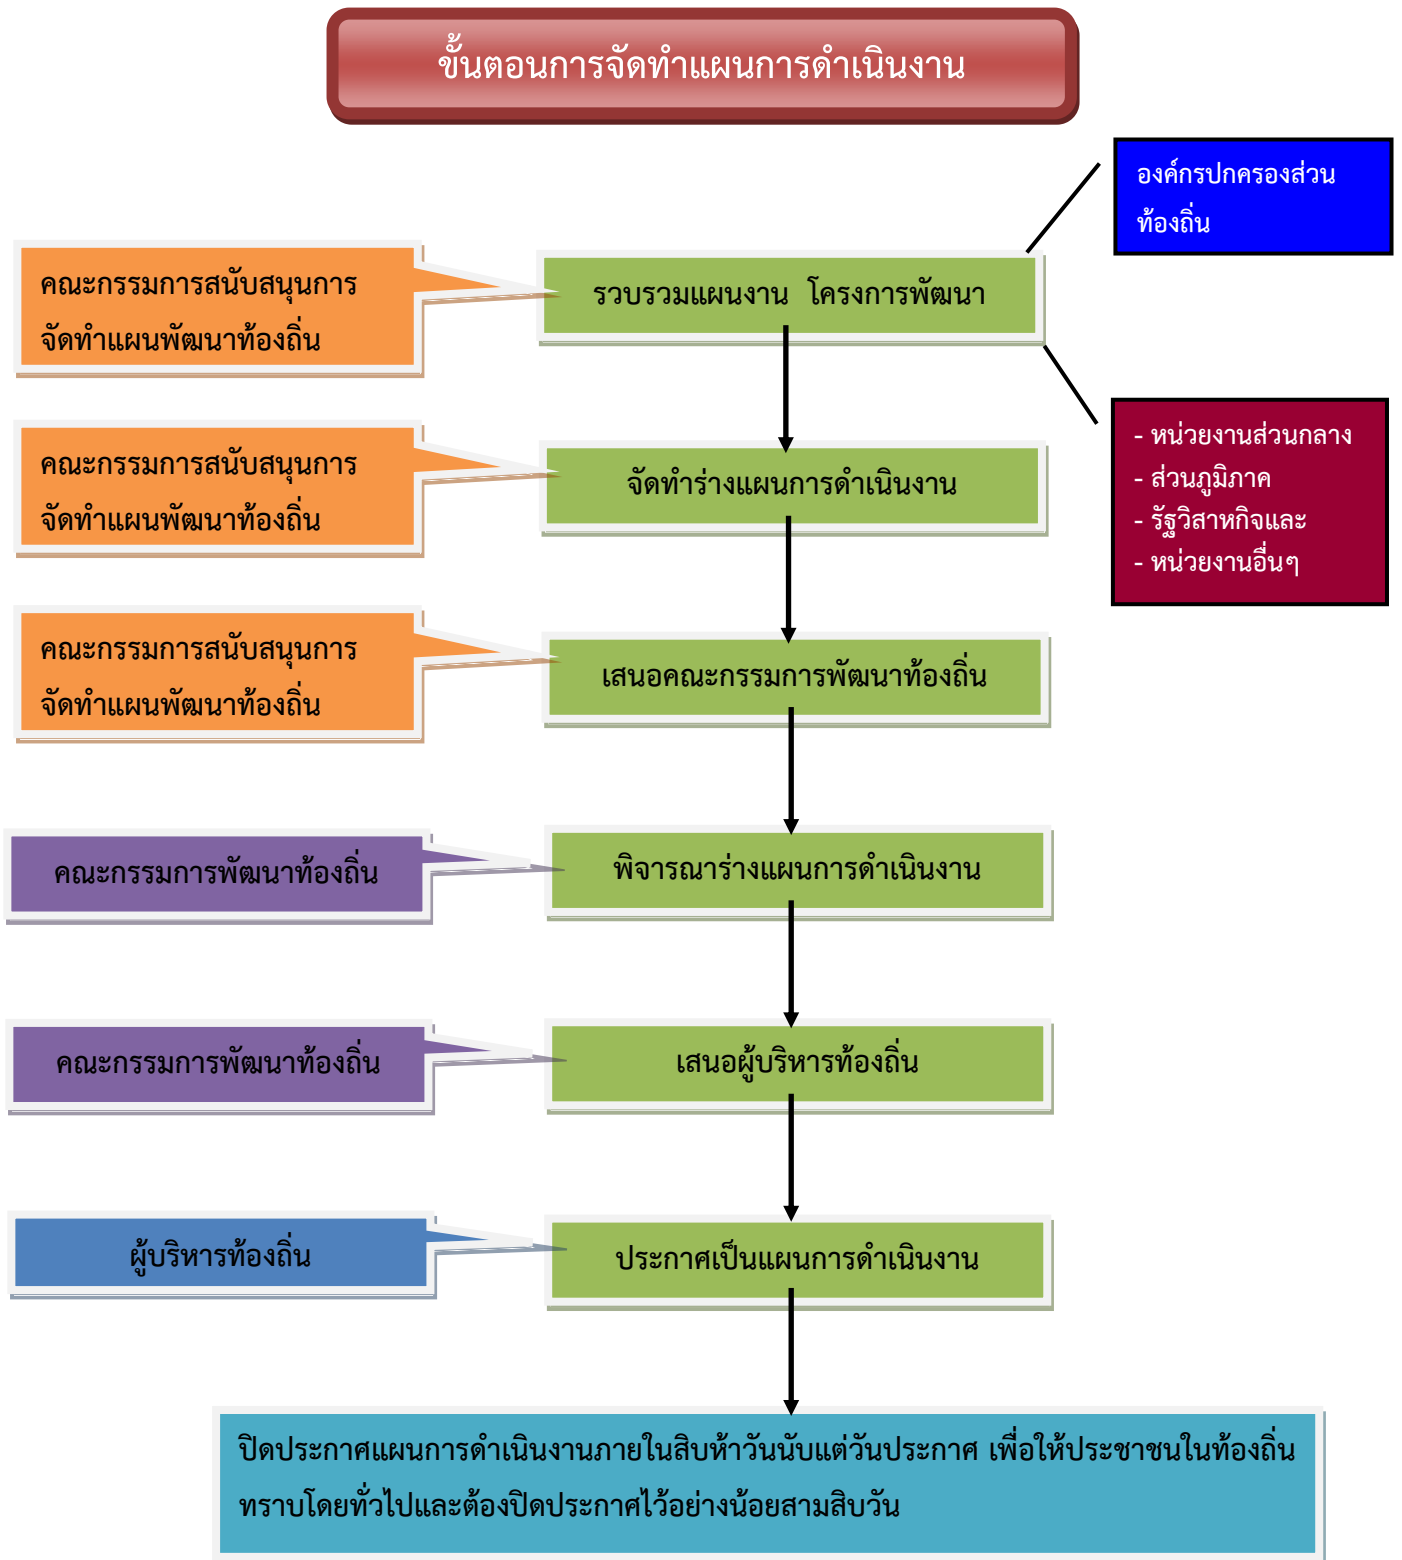 ขั้นตอนการจัดทำแผนการดำเนินงาน
องค์กรปกครองส่วน
ท้องถิ่น
คณะกรรมการสนับสนุนการ
จัดทำแผนพัฒนาท้องถิ่น
รวบรวมแผนงาน โครงการพัฒนา
- หน่วยงานส่วนกลาง
- ส่วนภูมิภาค
- รัฐวิสาหกิจและ
- หน่วยงานอื่นๆ
คณะกรรมการสนับสนุนการ
จัดทำแผนพัฒนาท้องถิ่น
จัดทำร่างแผนการดำเนินงาน
คณะกรรมการสนับสนุนการ
จัดทำแผนพัฒนาท้องถิ่น
เสนอคณะกรรมการพัฒนาท้องถิ่น
คณะกรรมการพัฒนาท้องถิ่น
พิจารณาร่างแผนการดำเนินงาน
คณะกรรมการพัฒนาท้องถิ่น
เสนอผู้บริหารท้องถิ่น
ผู้บริหารท้องถิ่น
ประกาศเป็นแผนการดำเนินงาน
ปิดประกาศแผนการดำเนินงานภายในสิบห้าวันนับแต่วันประกาศ เพื่อให้ประชาชนในท้องถิ่น
ทราบโดยทั่วไปและต้องปิดประกาศไว้อย่างน้อยสามสิบวัน